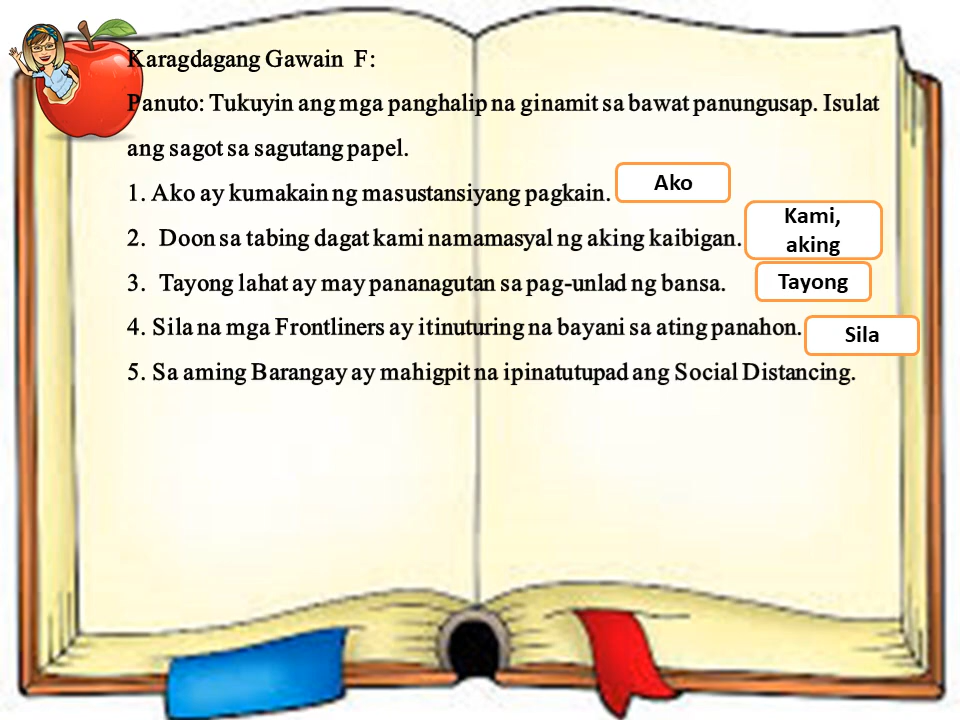 Karagdagang Gawain F:
Panuto: Tukuyin ang mga panghalip na ginamit sa bawat panungusap. Isulat
ang sagot sa sagutang papel.
1. Ako ay kumakain ng masustansiyang pagkain.
Ako
2. Doon sa tabing dagat kami namamasyal ng aking kaibigan.
Kami,
aking
3. Tayong lahat ay may pananagutan sa pag-unlad ng bansa.
Tayong
4. Sila na mga Frontliners ay itinuturing na bayani sa ating panahon.
Sila
5. Sa aming Barangay ay mahigpit na ipinatutupad ang Social Distancing.